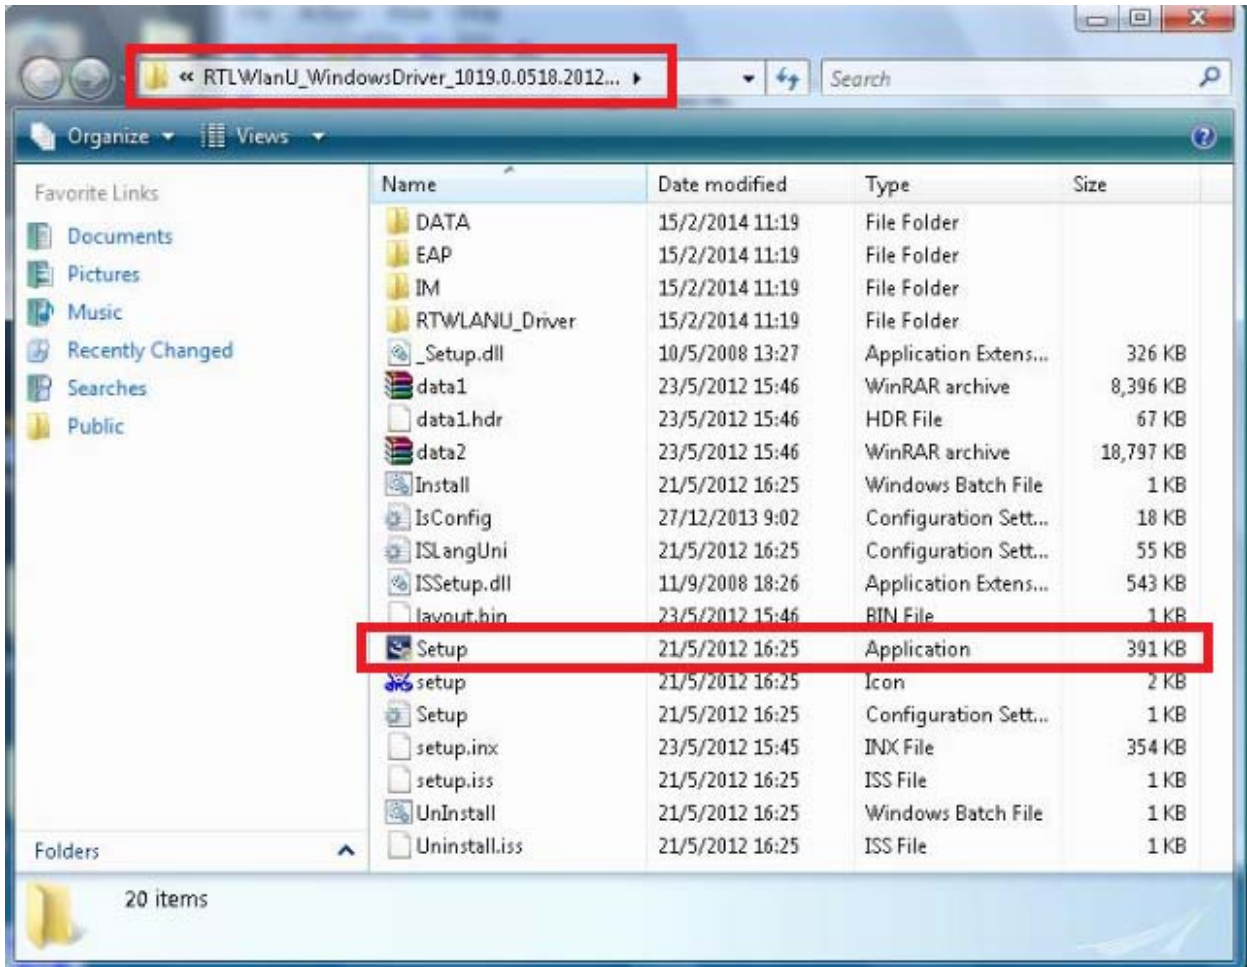 « RTLWlanU_WindowsDriver_1019.0.0518.2012... Search
Organize Views
Favorite Links
Documents
Pictures
Music
Recently Changed
Searches
Public
Folders
Name Date modified Type Size
DATA 15/2/2014 11:19 File Folder
EAP 15/2/2014 11:19 File Folder
IM 15/2/2014 11:19 File Folder
RTWLANU_Driver 15/2/2014 11:19 File Folder
_Setup.dll 10/5/2008 13:27 Application Extens... 326 KB
data1 23/5/2012 15:46 WinRAR archive 8,396 KB
data1.hdr 23/5/2012 15:46 HDR File 67 KB
data2 23/5/2012 15:46 WinRAR archive 18,797 KB
Install 21/5/2012 16:25 Windows Batch File 1 KB
IsConfig 27/12/2013 9:02 Configuration Sett... 18 KB
ISLangUni 21/5/2012 16:25 Configuration Sett... 55 KB
ISSetup.dll 11/9/2008 18:26 Application Extens... 543 KB
layout.bin 23/5/2012 15:46 BIN File 1 KB
Setup 21/5/2012 16:25 Application 391 KB
setup 21/5/2012 16:25 Icon 2 KB
Setup 21/5/2012 16:25 Configuration Sett... 1 KB
setup.inx 23/5/2012 15:45 INX File 354 KB
setup.iss 21/5/2012 16:25 ISS File 1 KB
UnInstall 21/5/2012 16:25 Windows Batch File 1 KB
Uninstall.iss 21/5/2012 16:25 ISS File 1 KB
20 items